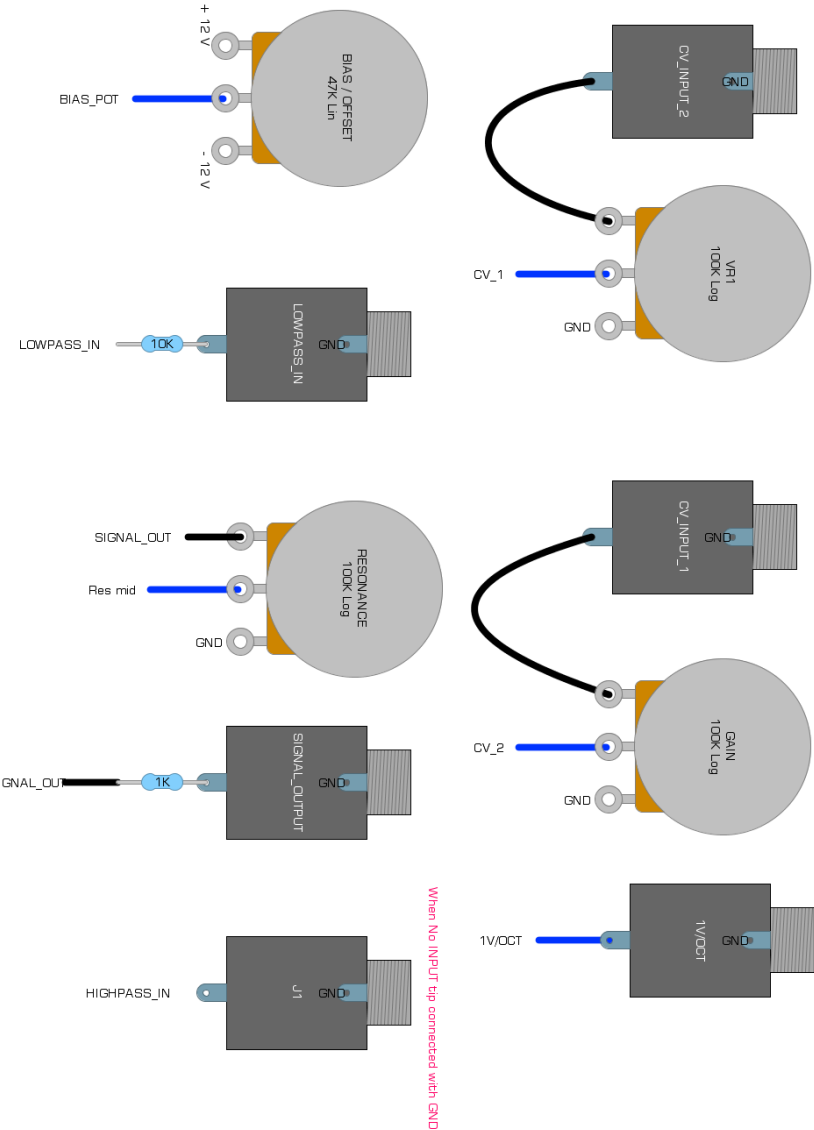 + 12 V
BIAS_POT
- 12 V
BIAS / OFFSET
47K Lin
CV_INPUT_2
GND
VR1
100K Log
CV_1
GND
LOWPASS_IN
10K
LOWPASS_IN
GND
SIGNAL_OUT
Res mid
GND
RESONANCE
100K Log
CV_INPUT_1
GND
GAIN
100K Log
CV_2
GND
GNAL_OUT
1K
SIGNAL_OUTPUT
GND
1V/OCT
1V/OCT
GND
HIGHPASS_IN
J1
GND
When No INPUT tip connected with GND